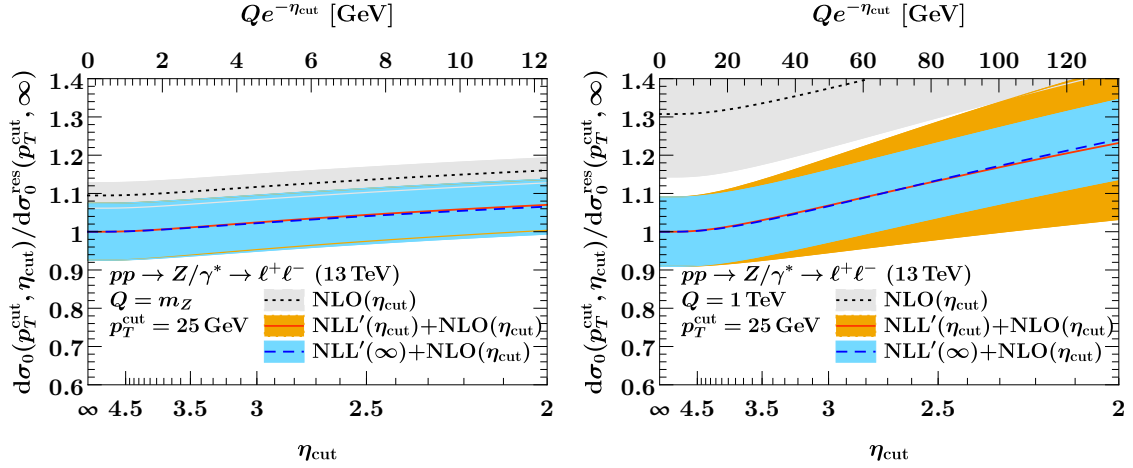 Qe^{-η_cut} [GeV]
0 2 4 6 8 10 12
dσ_0(p_T^cut, η_cut)/dσ_0^res(p_T^cut, ∞)
1.4
1.3
1.2
1.1
1
0.9
0.8
0.7
0.6
pp → Z/γ* → ℓ+ℓ− (13 TeV)
Q = m_Z
p_T^cut = 25 GeV
NLO(η_cut)
NLL′(η_cut)+NLO(η_cut)
NLL′(∞)+NLO(η_cut)
∞ 4.5 3.5 3 2.5 2
η_cut
Qe^{-η_cut} [GeV]
0 20 40 60 80 100 120
dσ_0(p_T^cut, η_cut)/dσ_0^res(p_T^cut, ∞)
1.4
1.3
1.2
1.1
1
0.9
0.8
0.7
0.6
pp → Z/γ* → ℓ+ℓ− (13 TeV)
Q = 1 TeV
p_T^cut = 25 GeV
NLO(η_cut)
NLL′(η_cut)+NLO(η_cut)
NLL′(∞)+NLO(η_cut)
∞ 4.5 3.5 3 2.5 2
η_cut